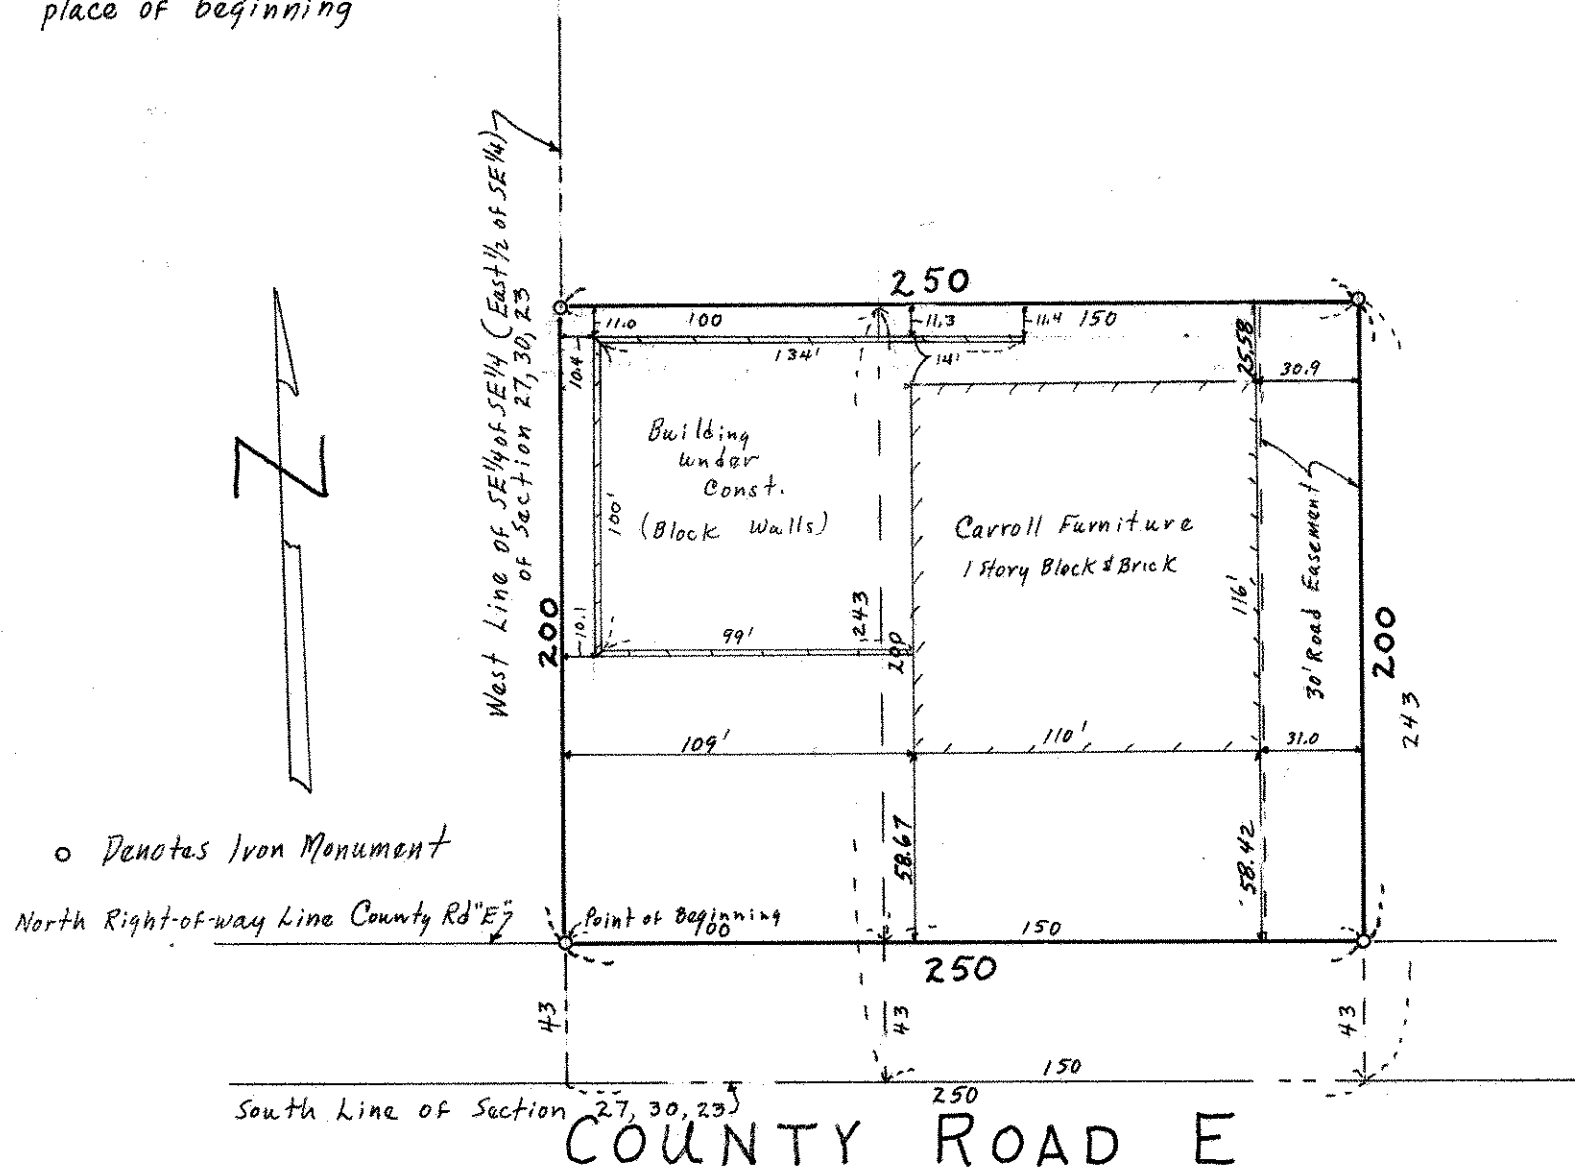 place of beginning
West Line of SE¼ of SE¼ (East ½ of SE¼)
of Section 27, 30, 23
250
11.0
100
11.3
11.4
150
134'
14'
10.4
25.58
30.9
Building
under
Const.
(Block Walls)
100'
Carroll Furniture
1 Story Block & Brick
30' Road Easement
116'
N
200
10.1
99'
243
200
200
243
109'
110'
31.0
58.67
58.42
o Denotes Iron Monument
North Right-of-way Line County Rd "E"
Point of Beginning
100
150
250
43
43
43
150
250
South Line of Section 27, 30, 23
COUNTY ROAD E